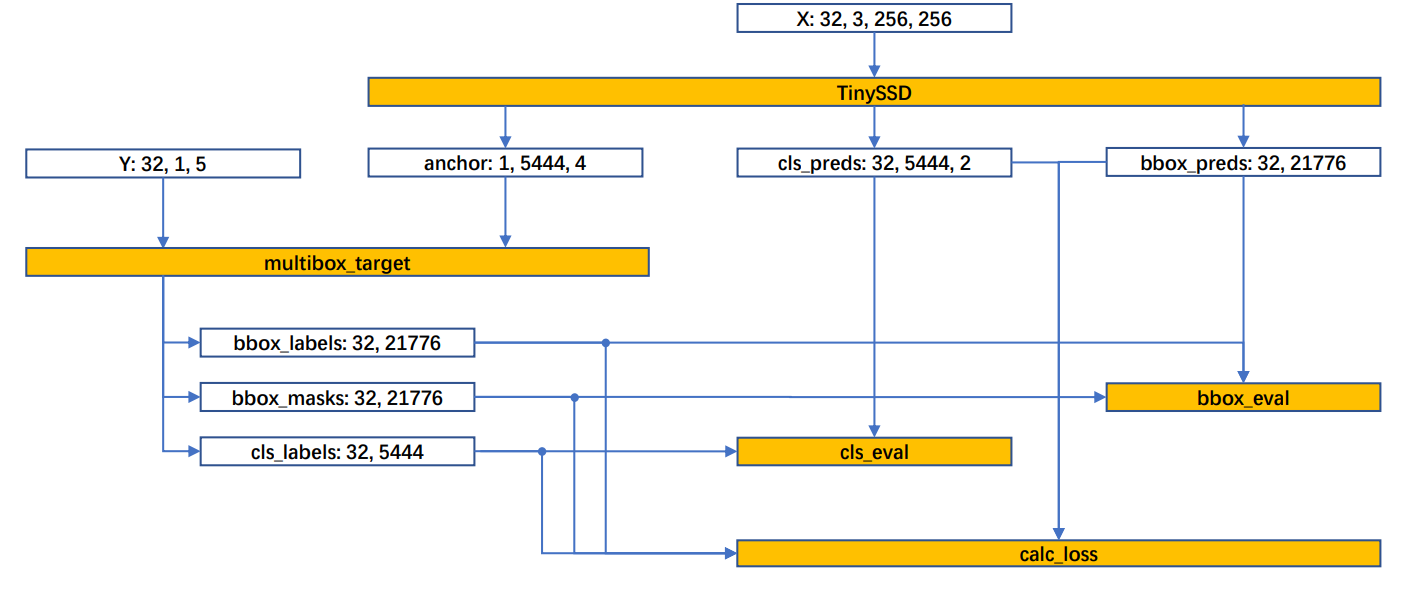 X: 32, 3, 256, 256
TinySSD
Y: 32, 1, 5
anchor: 1, 5444, 4
cls_preds: 32, 5444, 2
bbox_preds: 32, 21776
multibox_target
bbox_labels: 32, 21776
bbox_masks: 32, 21776
bbox_eval
cls_labels: 32, 5444
cls_eval
calc_loss